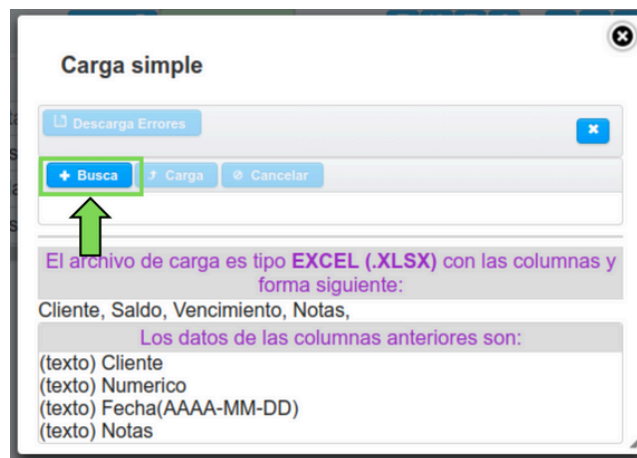 Carga simple
Descarga Errores
Busca
Carga
Cancelar
El archivo de carga es tipo EXCEL (.XLSX) con las columnas y
forma siguiente:
Cliente, Saldo, Vencimiento, Notas,
Los datos de las columnas anteriores son:
(texto) Cliente
(texto) Numerico
(texto) Fecha(AAAA-MM-DD)
(texto) Notas